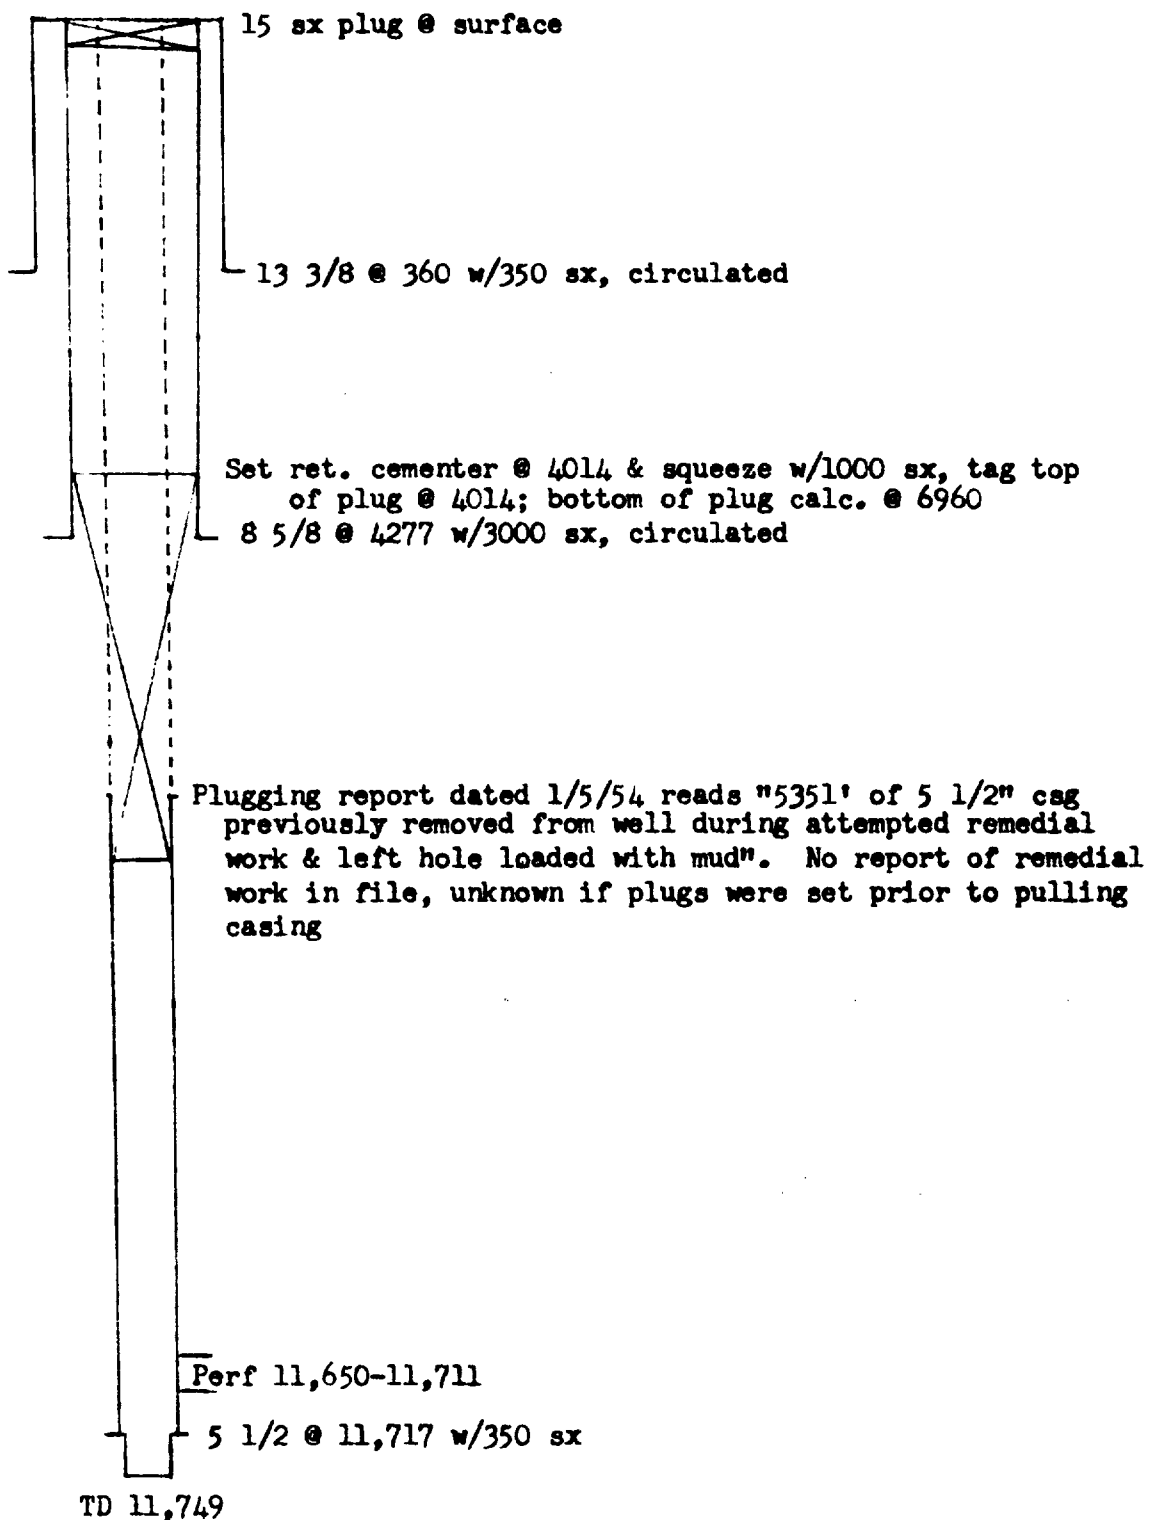 15 sx plug @ surface
13 3/8 @ 360 w/350 sx, circulated
Set ret. cementer @ 4014 & squeeze w/1000 sx, tag top
of plug @ 4014; bottom of plug calc. @ 6960
8 5/8 @ 4277 w/3000 sx, circulated
Plugging report dated 1/5/54 reads "5351' of 5 1/2" csg
previously removed from well during attempted remedial
work & left hole loaded with mud". No report of remedial
work in file, unknown if plugs were set prior to pulling
casing
Perf 11,650-11,711
5 1/2 @ 11,717 w/350 sx
TD 11,749